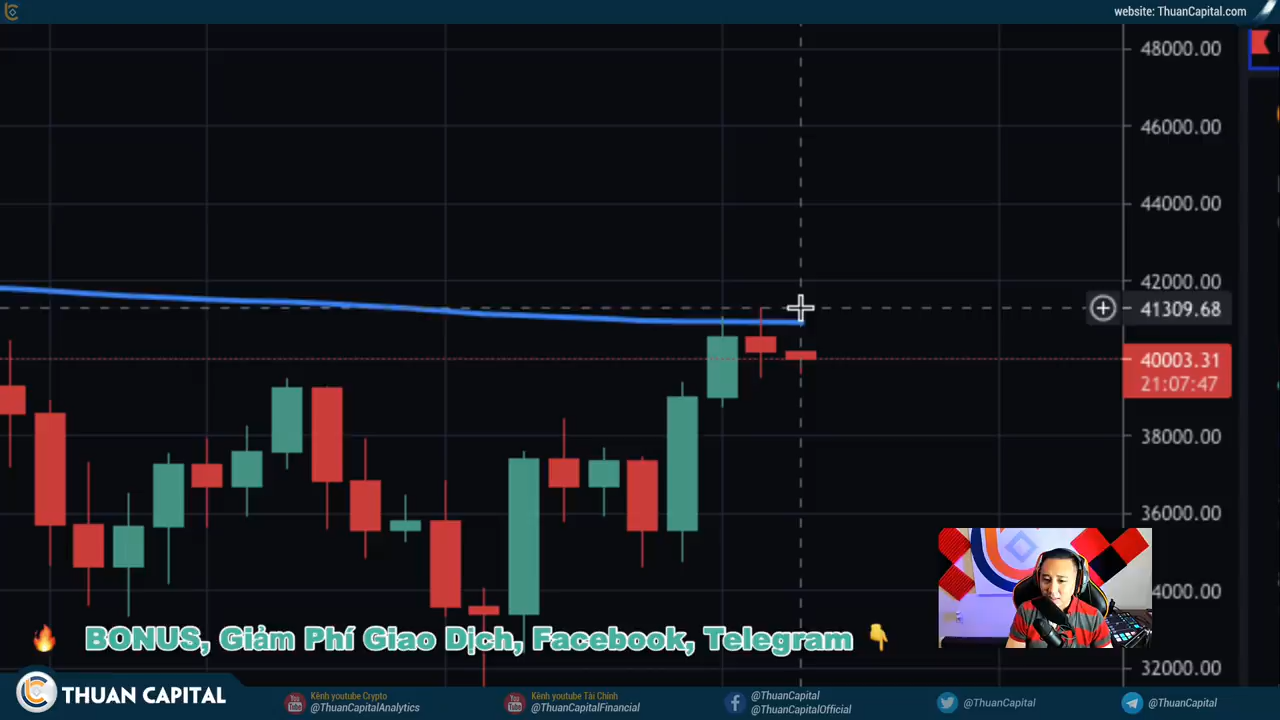 website: ThuanCapital.com
48000.00
46000.00
44000.00
42000.00
41309.68
40003.31
21:07:47
38000.00
36000.00
4000.00
32000.00
BONUS, Giảm Phí Giao Dịch, Facebook, Telegram
THUAN CAPITAL
Kênh youtube Crypto
@ThuanCapitalAnalytics
Kênh youtube Tài Chính
@ThuanCapitalFinancial
@ThuanCapital
@ThuanCapitalOfficial
@ThuanCapital
@ThuanCapital